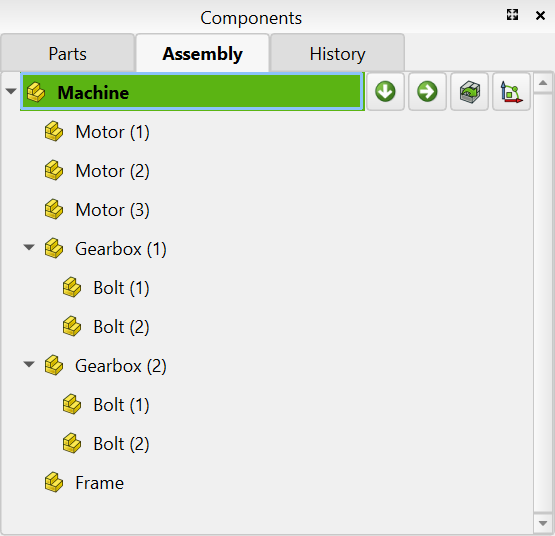 Components
Parts Assembly History
Machine
Motor (1)
Motor (2)
Motor (3)
Gearbox (1)
Bolt (1)
Bolt (2)
Gearbox (2)
Bolt (1)
Bolt (2)
Frame